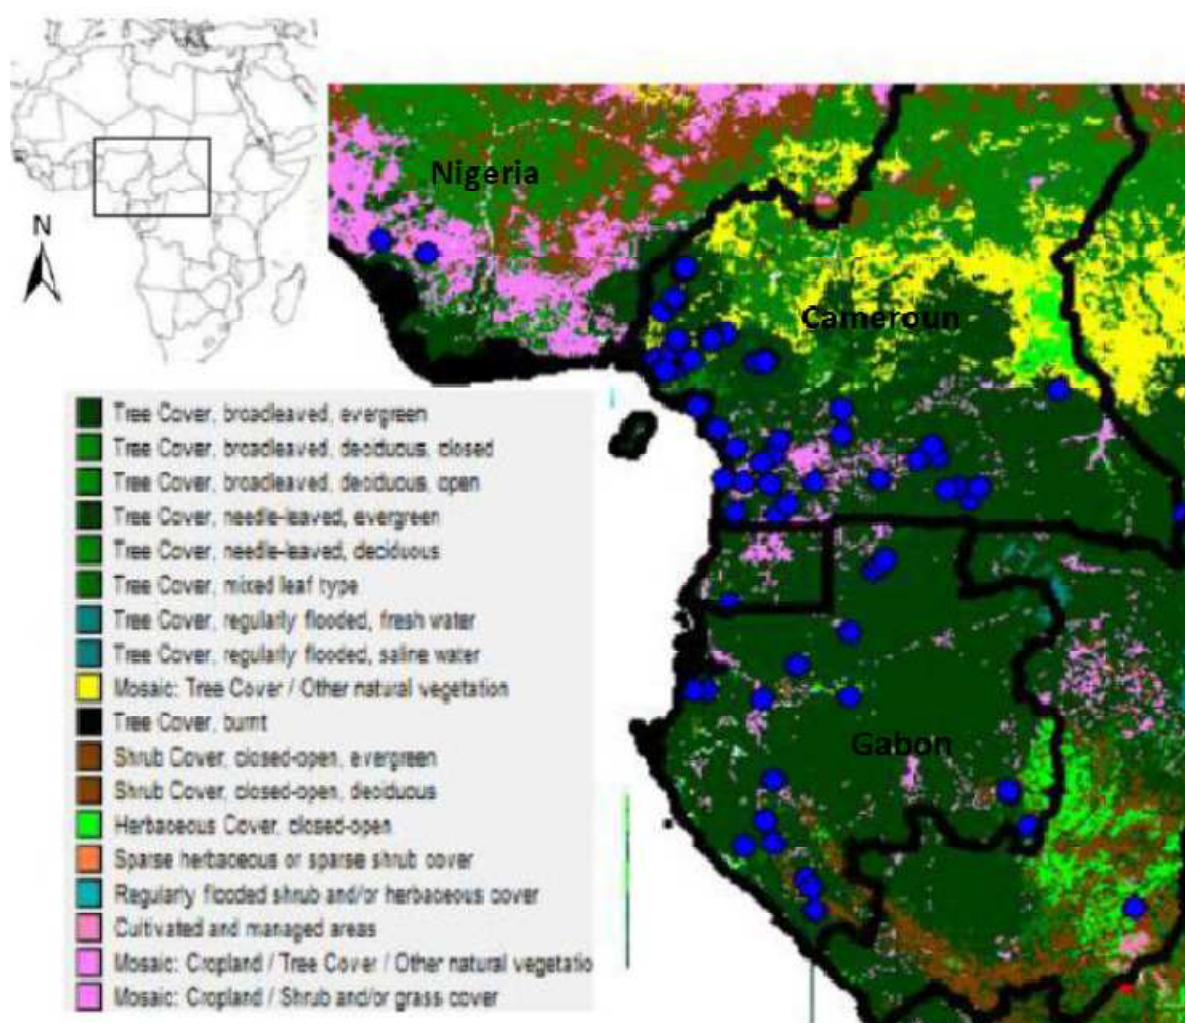 N
Nigeria
Cameroun
Gabon
Tree Cover, broadleaved, evergreen
Tree Cover, broadleaved, deciduous, closed
Tree Cover, broadleaved, deciduous, open
Tree Cover, needle-leaved, evergreen
Tree Cover, needle-leaved, deciduous
Tree Cover, mixed leaf type
Tree Cover, regularly flooded, fresh water
Tree Cover, regularly flooded, saline water
Mosaic: Tree Cover / Other natural vegetation
Tree Cover, burnt
Shrub Cover, closed-open, evergreen
Shrub Cover, closed-open, deciduous
Herbaceous Cover, closed-open
Sparse herbaceous or sparse shrub cover
Regularly flooded shrub and/or herbaceous cover
Cultivated and managed areas
Mosaic: Cropland / Tree Cover / Other natural vegetatio
Mosaic: Cropland / Shrub and/or grass cover